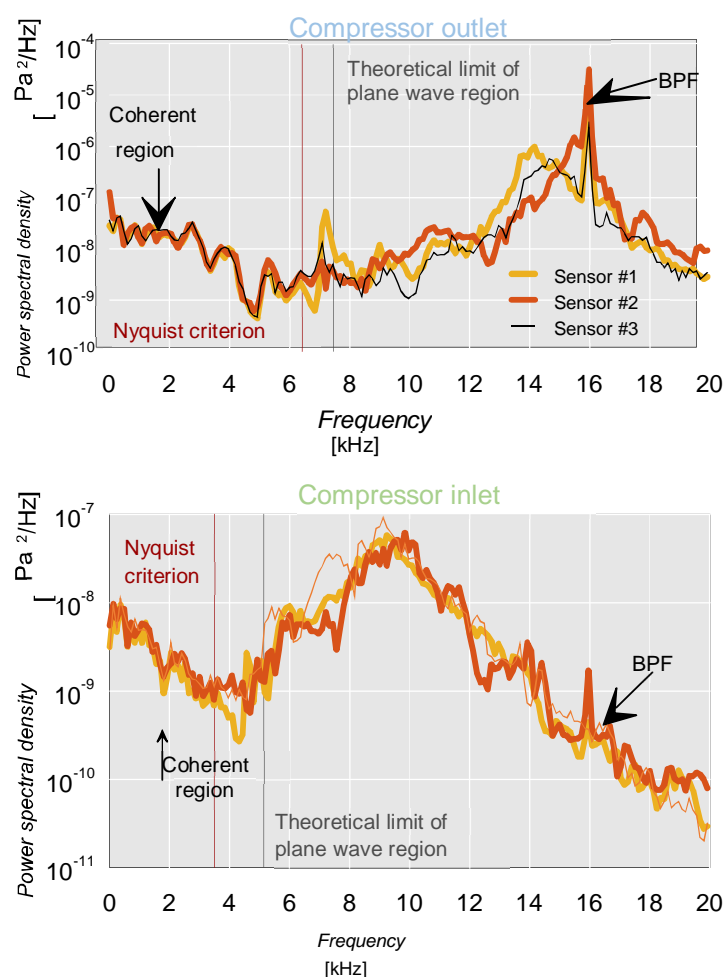 Compressor outlet
10-4
10-5
10-6
10-7
10-8
10-9
10-10
Power spectral density [ Pa 2/Hz]
Coherent
region
Theoretical limit of
plane wave region
BPF
Nyquist criterion
Sensor #1
Sensor #2
Sensor #3
0 2 4 6 8 10 12 14 16 18 20
Frequency
[kHz]
Compressor inlet
10-7
10-8
10-9
10-10
10-11
Power spectral density [ Pa 2/Hz]
Nyquist
criterion
BPF
Coherent
region
Theoretical limit of
plane wave region
0 2 4 6 8 10 12 14 16 18 20
Frequency
[kHz]